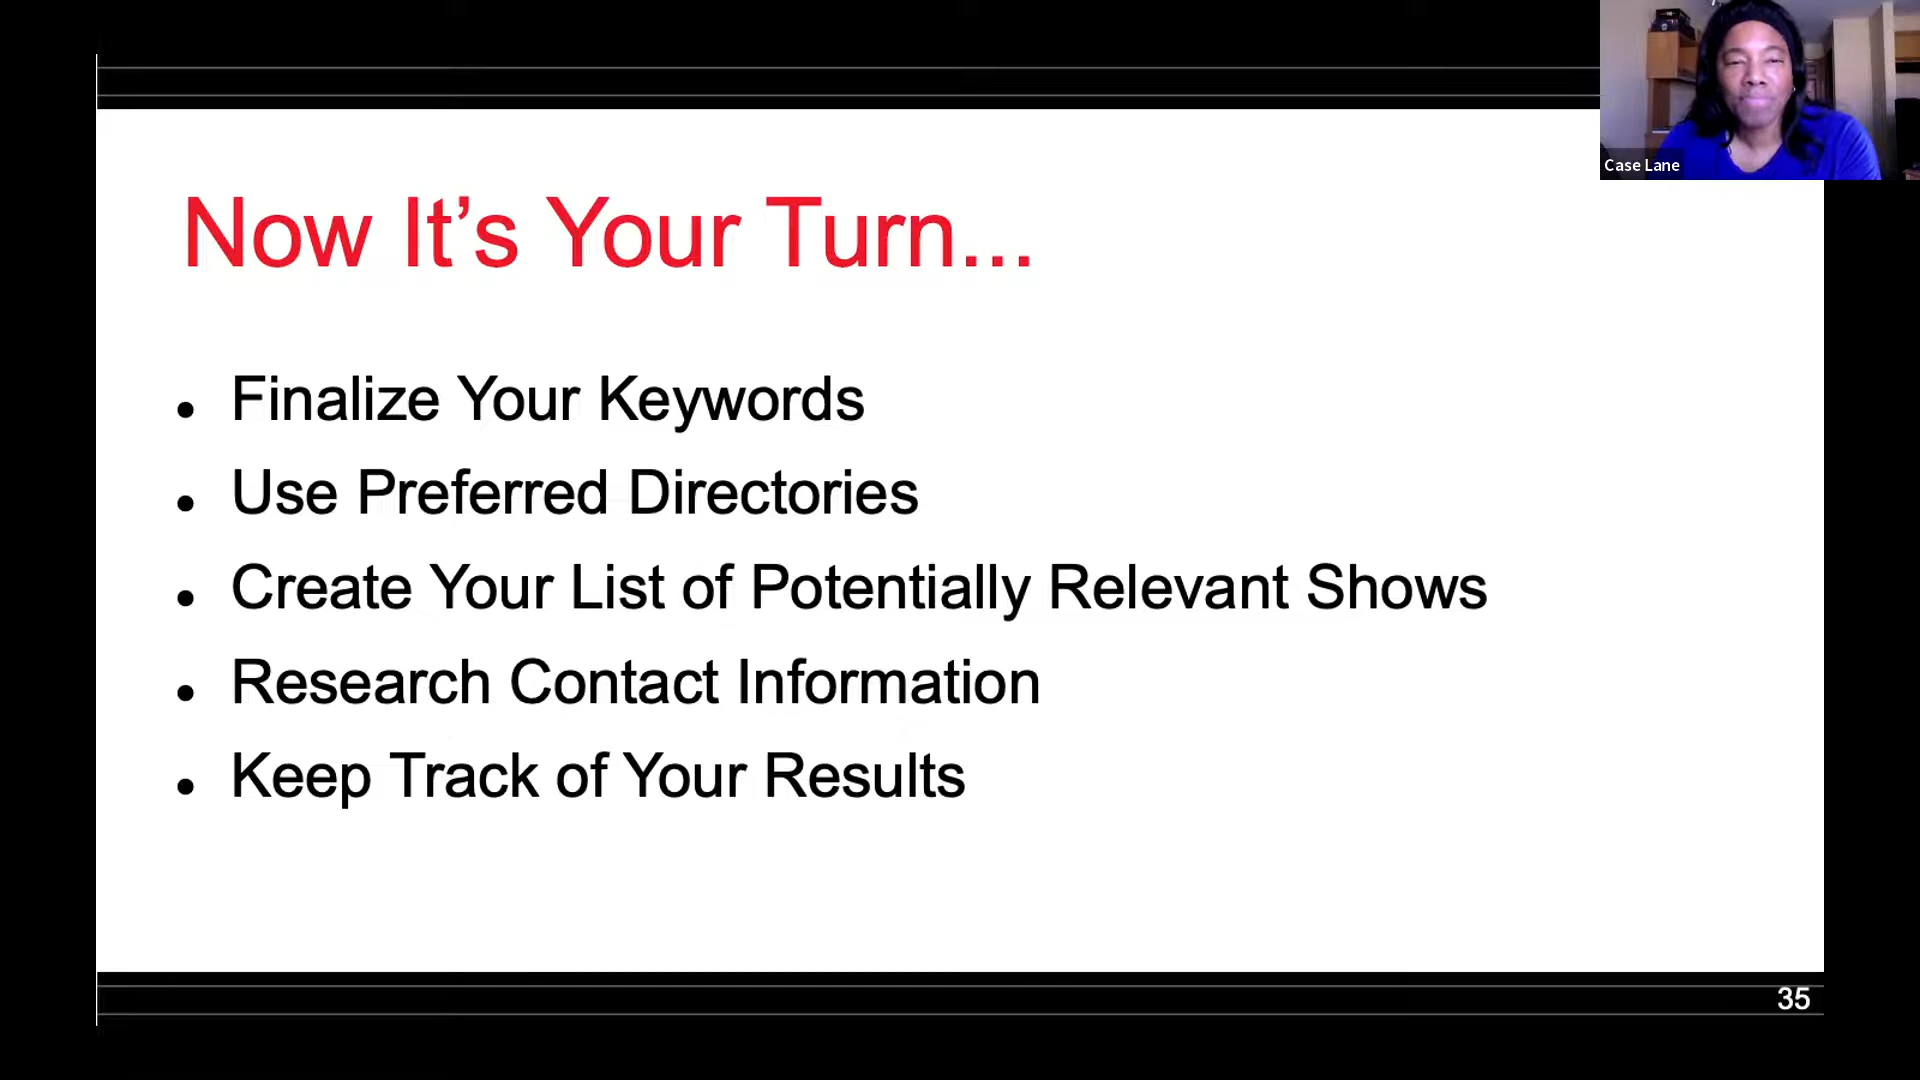 Case Lane
Now It’s Your Turn...
• Finalize Your Keywords
• Use Preferred Directories
• Create Your List of Potentially Relevant Shows
• Research Contact Information
• Keep Track of Your Results
35